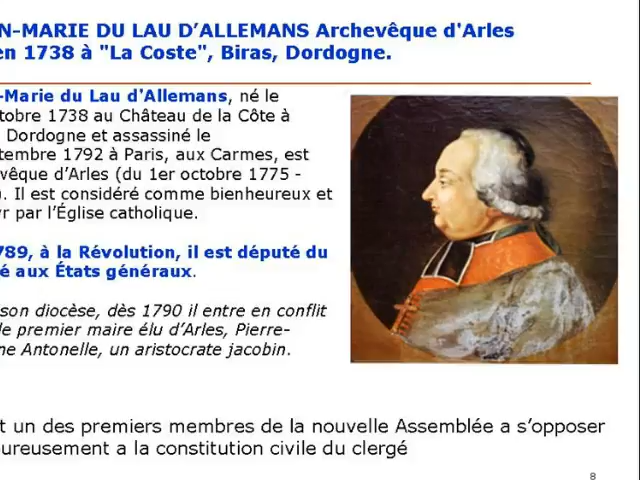 N-MARIE DU LAU D'ALLEMANS Archevêque d'Arles
en 1738 à "La Coste", Biras, Dordogne.
-Marie du Lau d'Allemans, né le
tobre 1738 au Château de la Côte à
Dordogne et assassiné le
tembre 1792 à Paris, aux Carmes, est
vêque d'Arles (du 1er octobre 1775 -
). Il est considéré comme bienheureux et
r par l'Église catholique.
789, à la Révolution, il est député du
é aux États généraux.
son diocèse, dès 1790 il entre en conflit
le premier maire élu d'Arles, Pierre-
ne Antonelle, un aristocrate jacobin.
t un des premiers membres de la nouvelle Assemblée a s'opposer
oureusement a la constitution civile du clergé
8